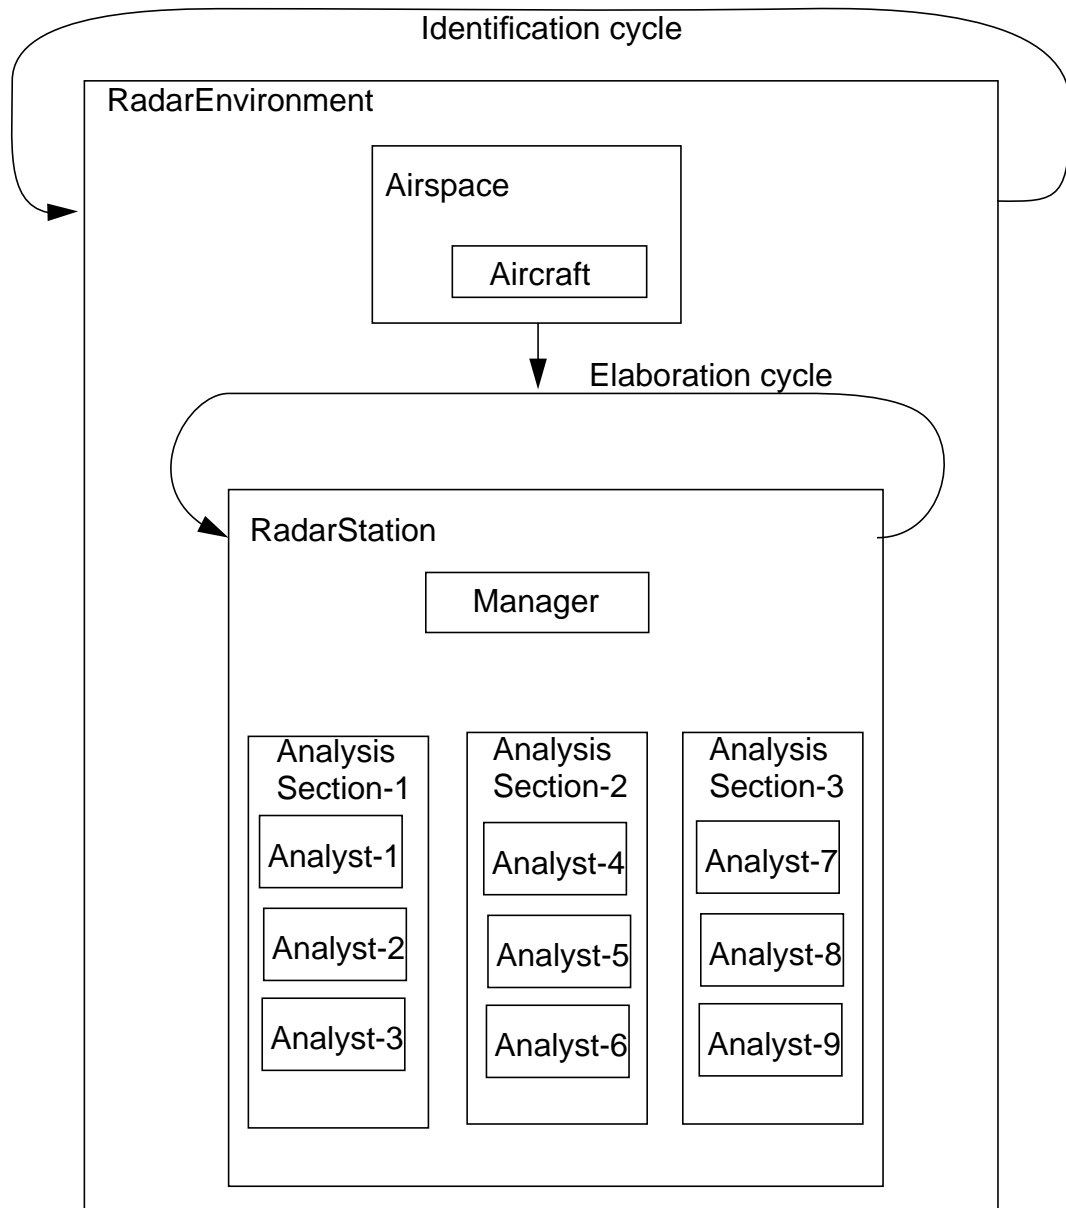 Identification cycle
RadarEnvironment
Airspace
Aircraft
Elaboration cycle
RadarStation
Manager
Analysis
Section-1
Analyst-1
Analyst-2
Analyst-3
Analysis
Section-2
Analyst-4
Analyst-5
Analyst-6
Analysis
Section-3
Analyst-7
Analyst-8
Analyst-9